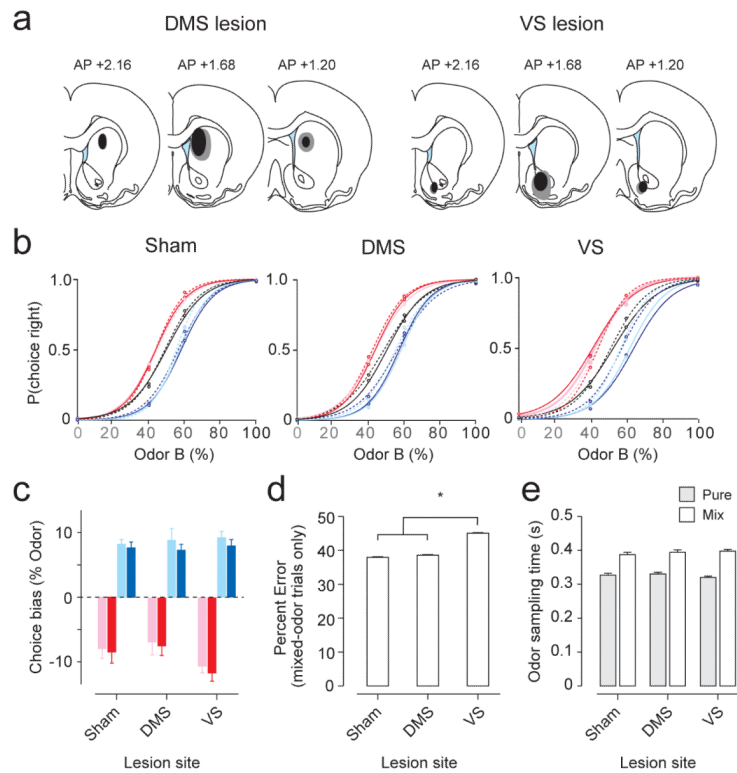 a
DMS lesion
VS lesion
AP +2.16
AP +1.68
AP +1.20
AP +2.16
AP +1.68
AP +1.20
b
Sham
DMS
VS
P(choice right)
1.0
0.5
0
0 20 40 60 80 100
Odor B (%)
1.0
0.5
0
0 20 40 60 80 100
Odor B (%)
1.0
0.5
0
0 20 40 60 80 100
Odor B (%)
c
Choice bias (% Odor)
10
0
-10
Sham
DMS
VS
Lesion site
d
Percent Error
(mixed-odor trials only)
50
40
30
20
10
0
*
Sham
DMS
VS
Lesion site
e
Pure
Mix
Odor sampling time (s)
0.5
0.4
0.3
0.2
0.1
0
Sham
DMS
VS
Lesion site